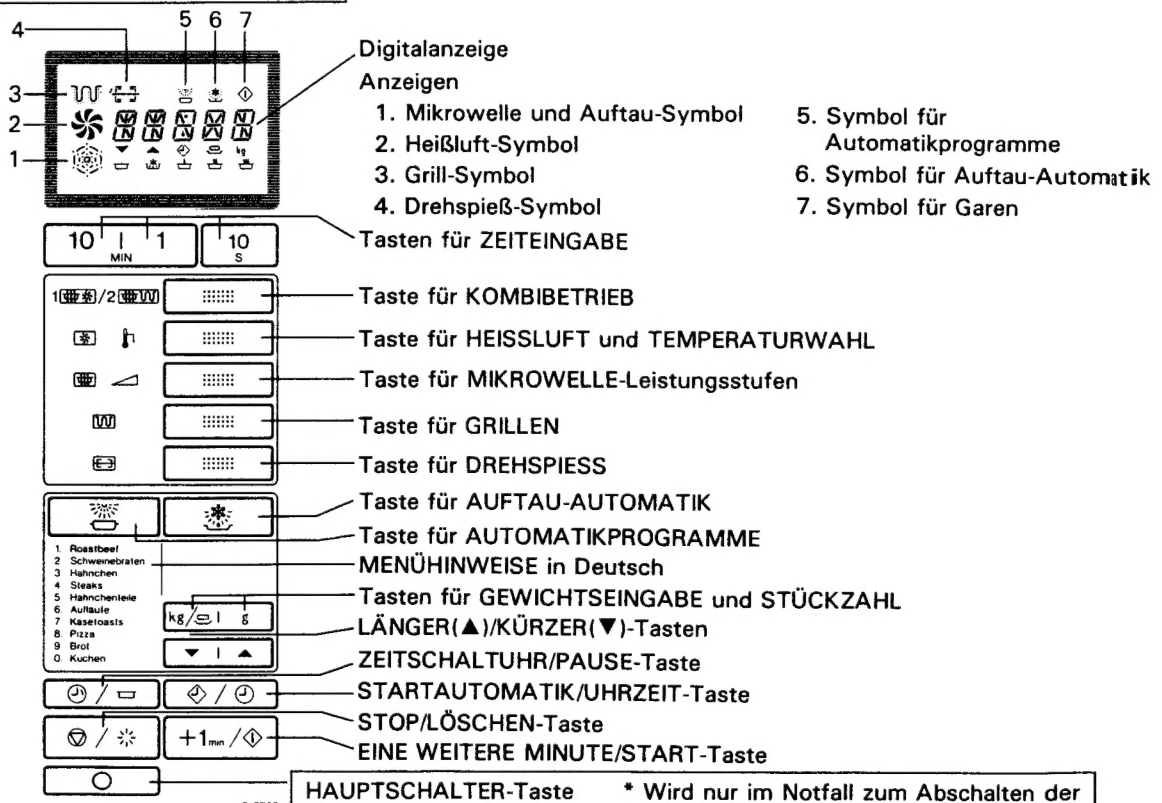 4 5 6 7
Digitalanzeige
Anzeigen
3
2
1
kg
1. Mikrowelle und Auftau-Symbol
2. Heißluft-Symbol
3. Grill-Symbol
4. Drehspieß-Symbol
5. Symbol für
Automatikprogramme
6. Symbol für Auftau-Automatik
7. Symbol für Garen
10 | 1 10
MIN S
Tasten für ZEITEINGABE
1 /2
Taste für KOMBIBETRIEB
Taste für HEISSLUFT und TEMPERATURWAHL
Taste für MIKROWELLE-Leistungsstufen
Taste für GRILLEN
Taste für DREHSPIESS
Taste für AUFTAU-AUTOMATIK
Taste für AUTOMATIKPROGRAMME
MENÜHINWEISE in Deutsch
1. Roastbeef
2 Schweinebraten
3 Hahnchen
4 Steaks
5 Hahnchenteile
6. Auflaufe
7 Kasetoasts
8. Pizza
9 Brot
0. Kuchen
kg/ | g
Tasten für GEWICHTSEINGABE und STÜCKZAHL
▼ | ▲
LÄNGER(▲)/KÜRZER(▼)-Tasten
ZEITSCHALTUHR/PAUSE-Taste
/ /
STARTAUTOMATIK/UHRZEIT-Taste
STOP/LÖSCHEN-Taste
/ +1min /
EINE WEITERE MINUTE/START-Taste
HAUPTSCHALTER-Taste * Wird nur im Notfall zum Abschalten der